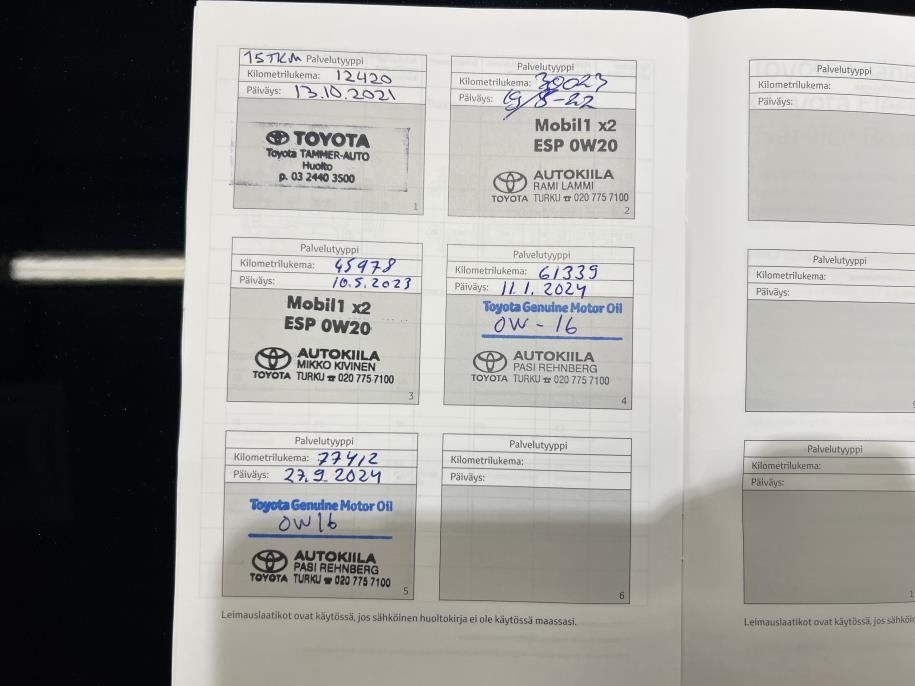 15TKM Palvelutyyppi
Kilometrilukema: 12420
Päiväys: 13.10.2021
TOYOTA
Toyota TAMMER-AUTO
Huolto
p. 03 2440 3500
1
Palvelutyyppi
Kilometrilukema: 30023
Päiväys:
Mobil1 x2
ESP 0W20
AUTOKIILA
RAMI LAMMI
TOYOTA TURKU ☎ 020 775 7100
2
Palvelutyyppi
Kilometrilukema: 45978
Päiväys: 10.5.2023
Mobil1 x2
ESP 0W20
AUTOKIILA
MIKKO KIVINEN
TOYOTA TURKU ☎ 020 775 7100
3
Palvelutyyppi
Kilometrilukema: 61339
Päiväys: 11.1.2024
Toyota Genuine Motor Oil
0W-16
AUTOKIILA
PASI REHNBERG
TOYOTA TURKU ☎ 020 775 7100
4
Palvelutyyppi
Kilometrilukema: 77412
Päiväys: 27.9.2024
Toyota Genuine Motor Oil
0W16
AUTOKIILA
PASI REHNBERG
TOYOTA TURKU ☎ 020 775 7100
5
Palvelutyyppi
Kilometrilukema:
Päiväys:
6
Leimauslaatikot ovat käytössä, jos sähköinen huoltokirja ei ole käytössä maassasi.
Palvelutyyppi
Kilometrilukema:
Päiväys:
Palvelutyyppi
Kilometrilukema:
Päiväys:
Palvelutyyppi
Kilometrilukema:
Päiväys:
Leimauslaatikot ovat käytössä, jos